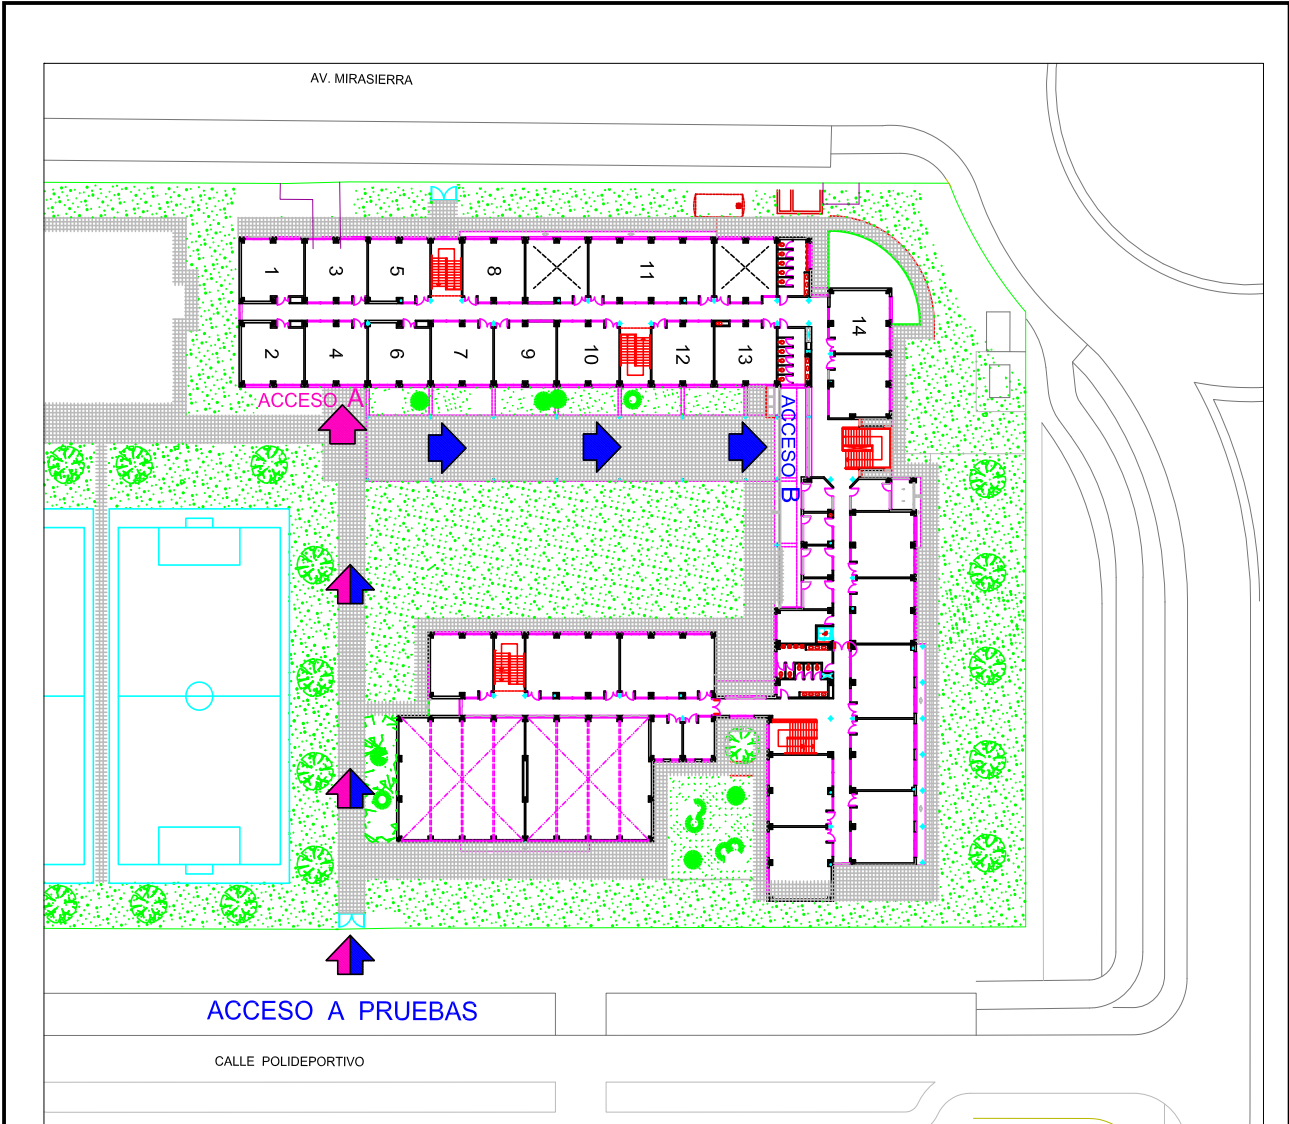 AV. MIRASIERRA
1
3
5
8
11
14
2
4
6
7
9
10
12
13
ACCESO A
ACCESO B
ACCESO A PRUEBAS
CALLE POLIDEPORTIVO